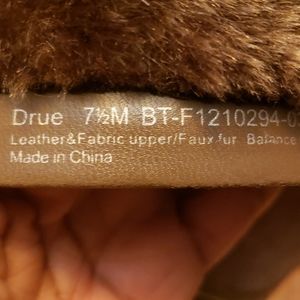 Drue 7½M BT-F1210294-0
Leather&Fabric upper/Faux fur Balance
Made in China